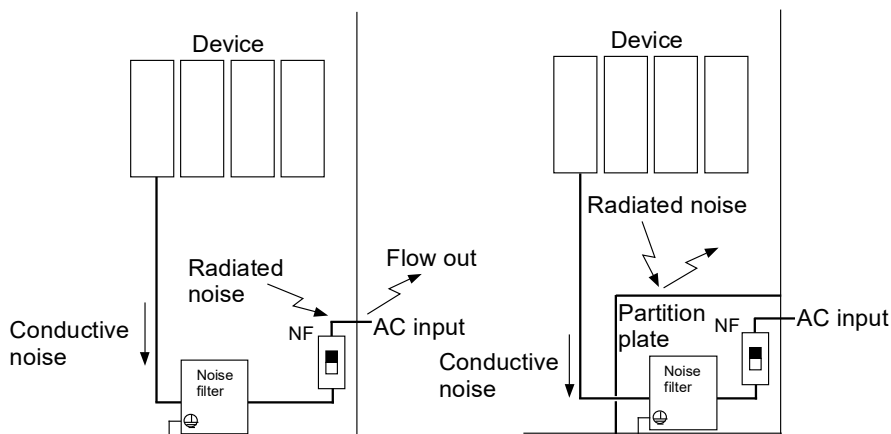 Device
Radiated
noise
Flow out
Conductive
noise
NF
AC input
Noise
filter
Device
Radiated noise
Partition
plate
NF
AC input
Conductive
noise
Noise
filter